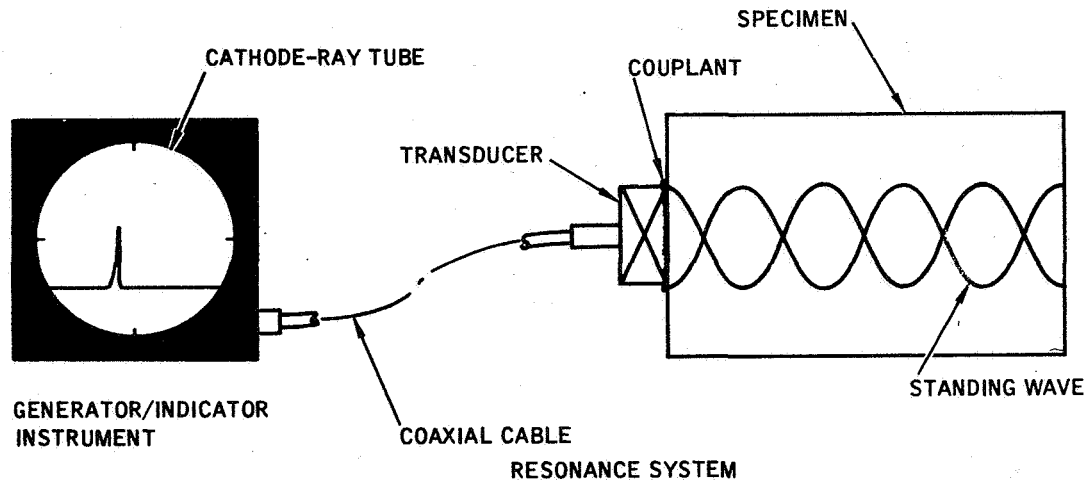 SPECIMEN
CATHODE-RAY TUBE
COUPLANT
TRANSDUCER
STANDING WAVE
GENERATOR/INDICATOR
INSTRUMENT
COAXIAL CABLE
RESONANCE SYSTEM